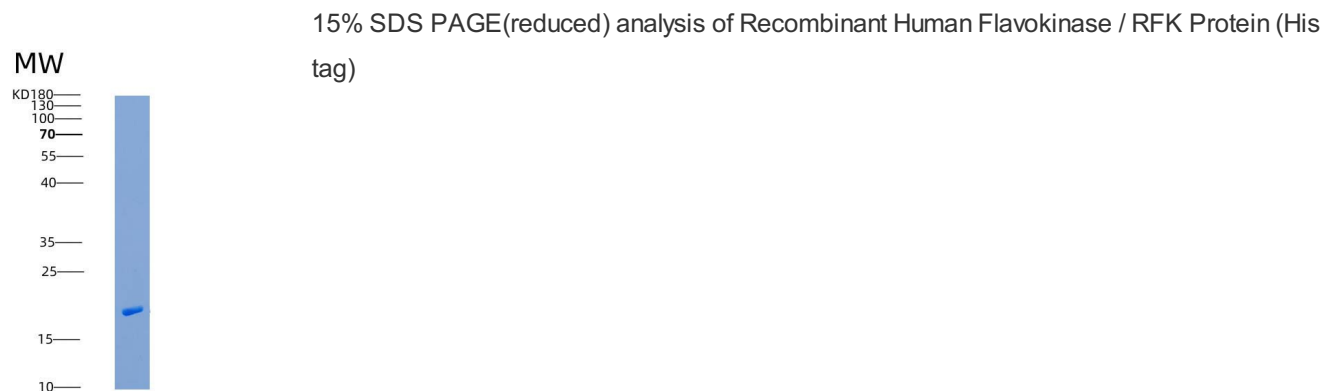 15% SDS PAGE(reduced) analysis of Recombinant Human Flavokinase / RFK Protein (His
tag)
MW
KD180
130
100
70
55
40
35
25
15
10